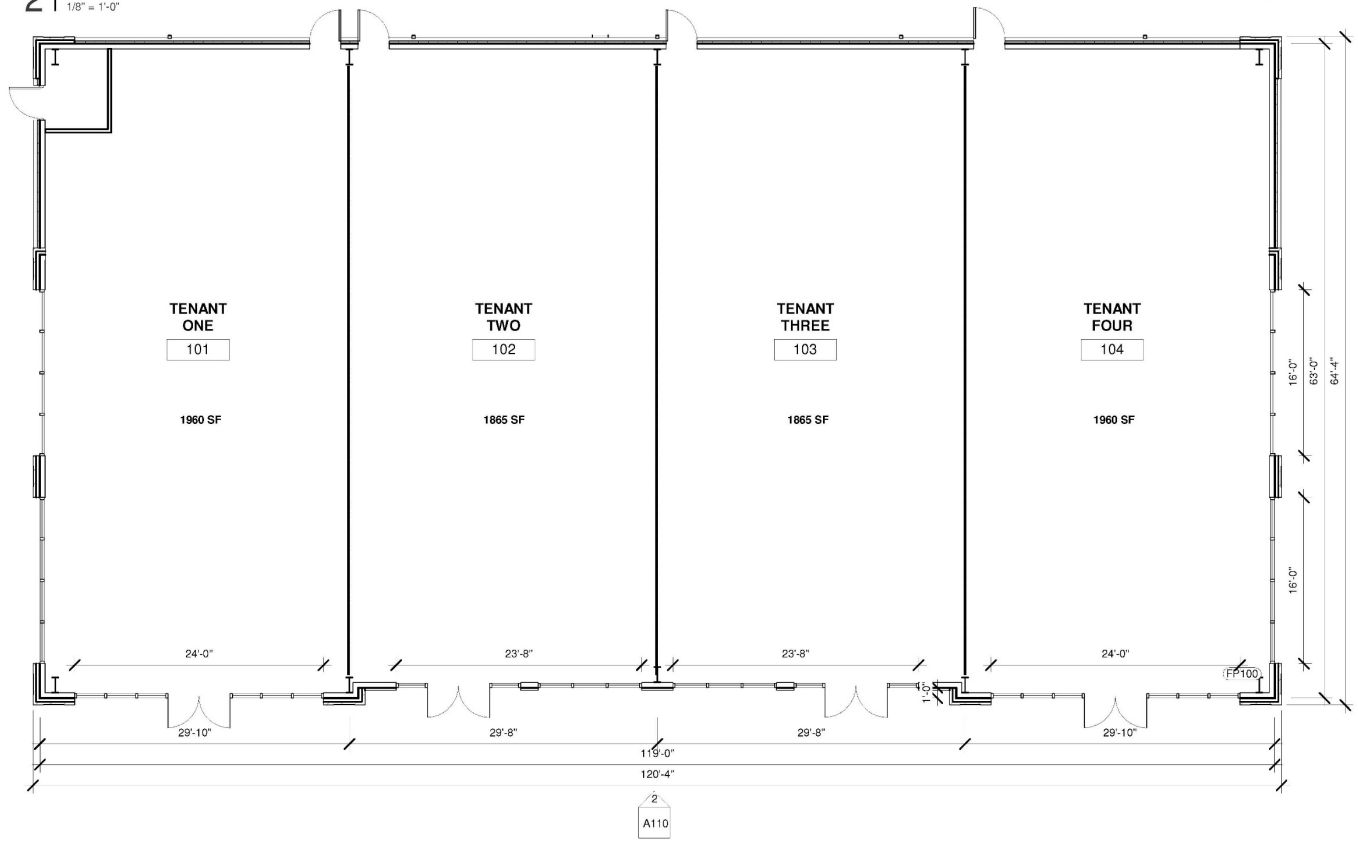 1/8" = 1'-0"
TENANT
ONE
101
1960 SF
TENANT
TWO
102
1865 SF
TENANT
THREE
103
1865 SF
TENANT
FOUR
104
1960 SF
16'-0"
63'-0"
64'-4"
16'-0"
24'-0"
23'-8"
23'-8"
24'-0"
FP100
1'-0"
29'-10"
29'-8"
29'-8"
29'-10"
119'-0"
120'-4"
2
A110